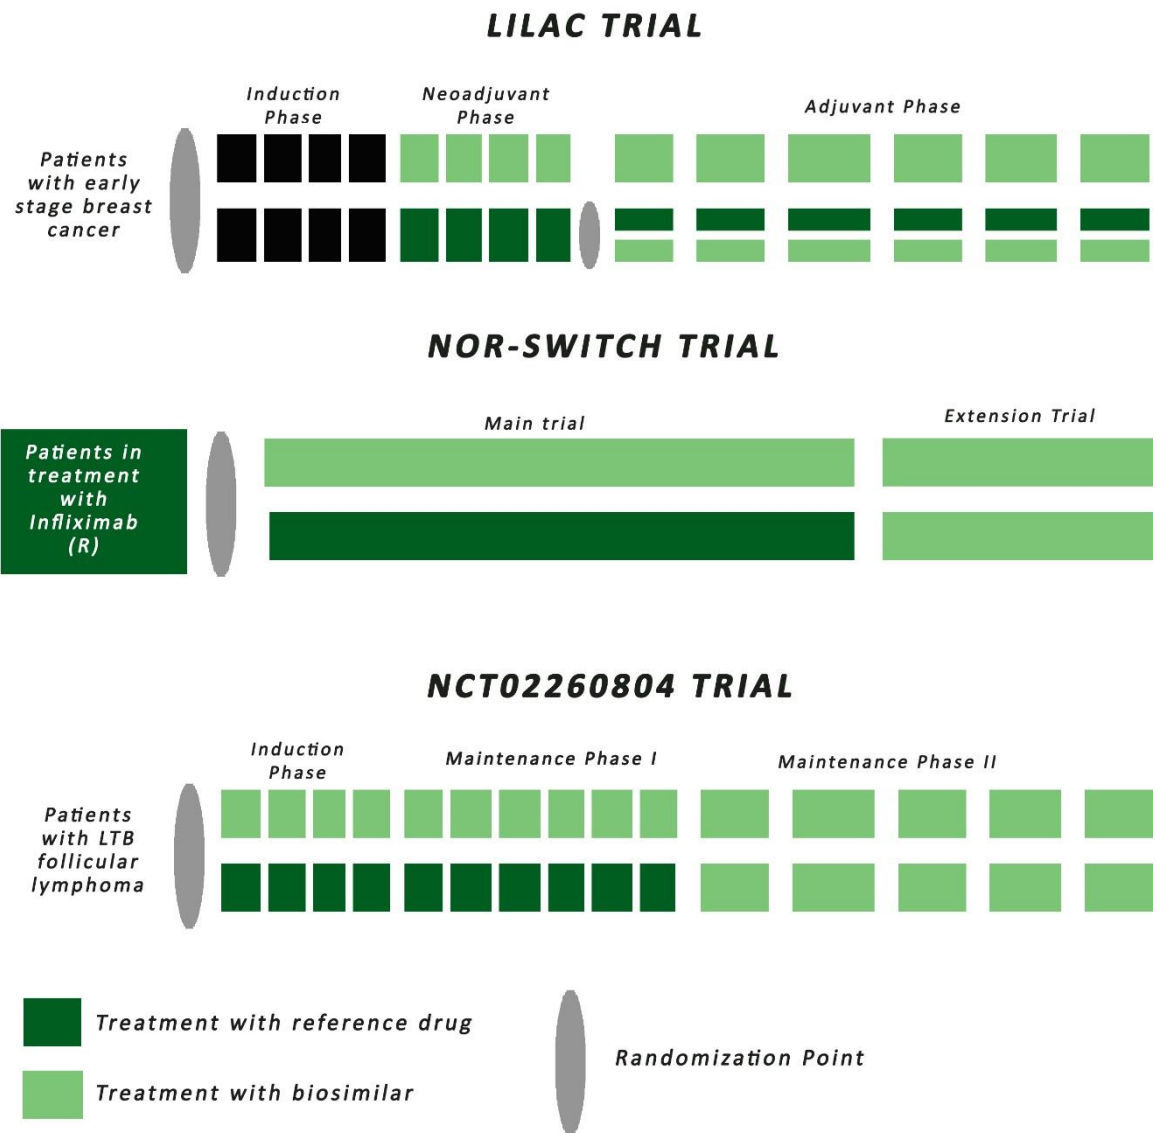 LILAC TRIAL
Induction
Phase
Neoadjuvant
Phase
Adjuvant Phase
Patients
with early
stage breast
cancer
NOR-SWITCH TRIAL
Main trial
Extension Trial
Patients in
treatment
with
Infliximab
(R)
NCT02260804 TRIAL
Induction
Phase
Maintenance Phase I
Maintenance Phase II
Patients
with LTB
follicular
lymphoma
Treatment with reference drug
Randomization Point
Treatment with biosimilar